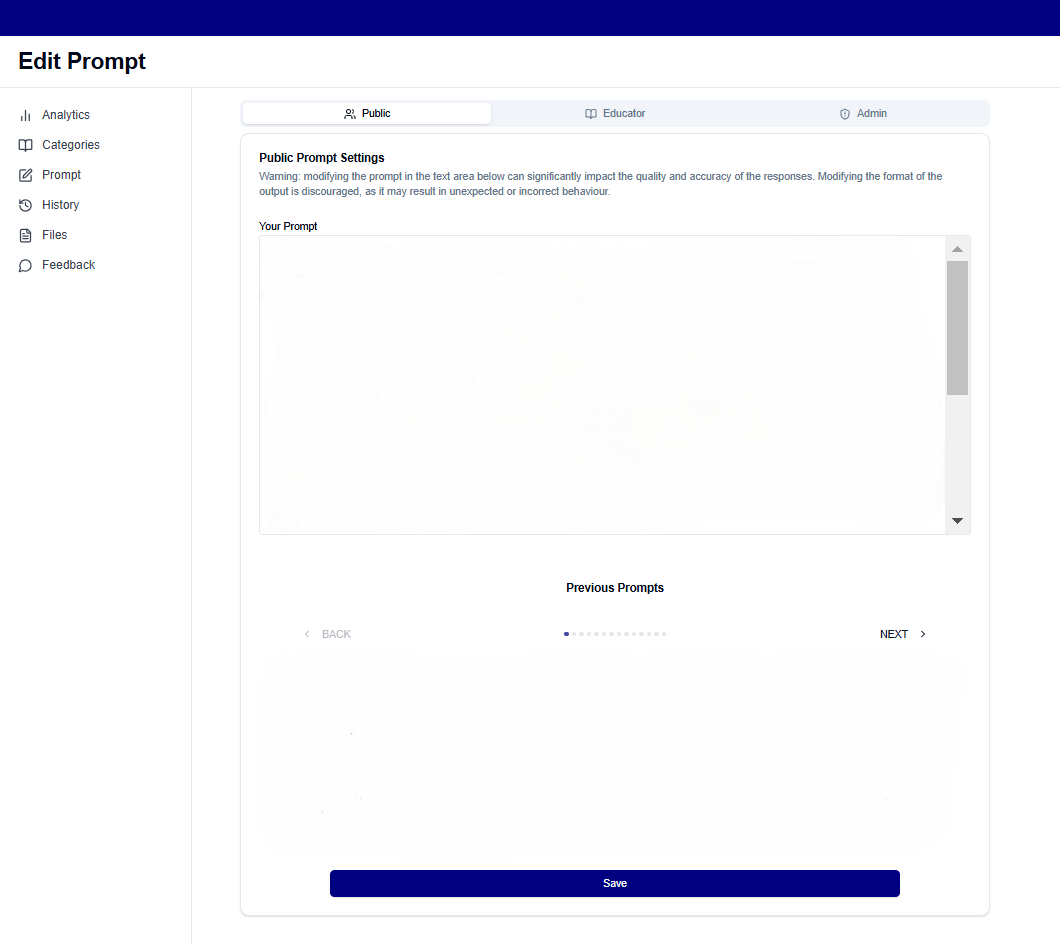 Edit Prompt
Analytics
Categories
Prompt
History
Files
Feedback
Public
Educator
Admin
Public Prompt Settings
Warning: modifying the prompt in the text area below can significantly impact the quality and accuracy of the responses. Modifying the format of the
output is discouraged, as it may result in unexpected or incorrect behaviour.
Your Prompt
Previous Prompts
BACK
NEXT
Save